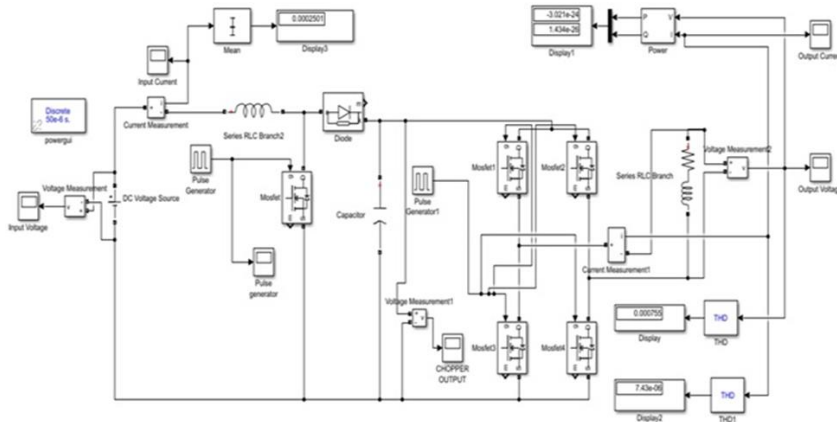 0.0002501
Mean
Display3
Input Current
-3.021e-24
1.434e-26
Display1
P
Q
V
I
Power
Output Current
Discrete
50e-6 s.
powergui
Current Measurement
Series RLC Branch2
Diode
Voltage Measurement
DC Voltage Source
Input Voltage
Pulse
Generator
Mosfet
Pulse
generator
Capacitor
Pulse
Generator1
Mosfet1
Mosfet2
Series RLC Branch
Voltage Measurement2
Output Voltage
Current Measurement1
Voltage Measurement1
CHOPPER
OUTPUT
Mosfet3
Mosfet4
0.000755
Display
THD
THD
7.43e-06
Display2
THD
THD1